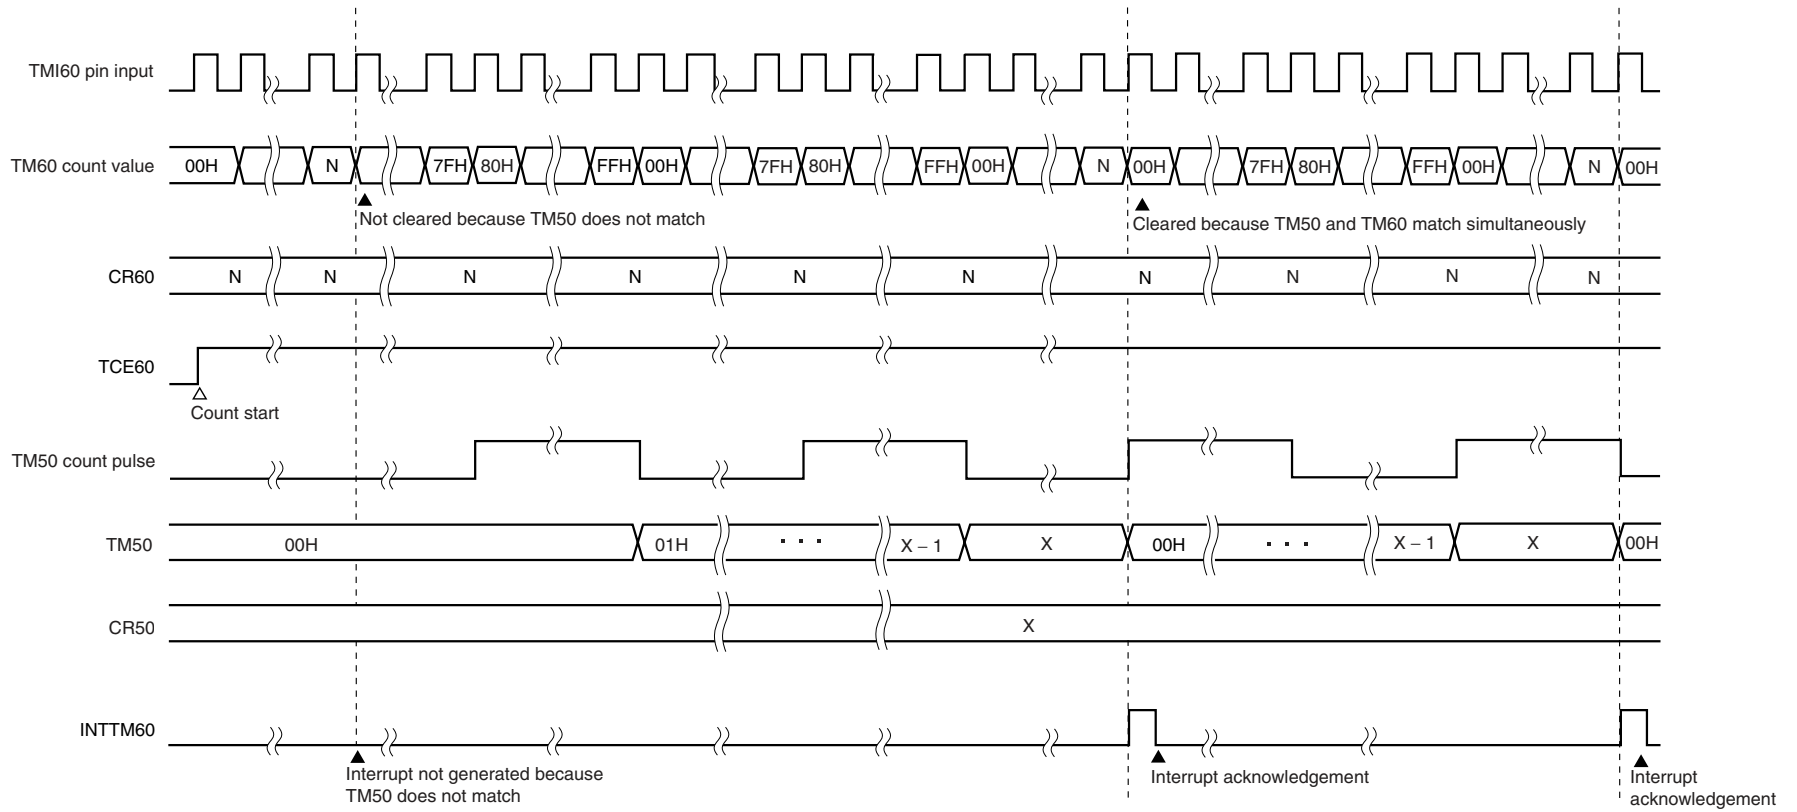 TMI60 pin input
TM60 count value 00H N 7FH 80H FFH 00H 7FH 80H FFH 00H N 00H 7FH 80H FFH 00H N 00H
Not cleared because TM50 does not match
Cleared because TM50 and TM60 match simultaneously
CR60 N N N N N N N N N N
TCE60
Count start
TM50 count pulse
TM50 00H 01H · · · X – 1 X 00H · · · X – 1 X 00H
CR50 X
INTTM60
Interrupt not generated because
TM50 does not match
Interrupt acknowledgement
Interrupt
acknowledgement